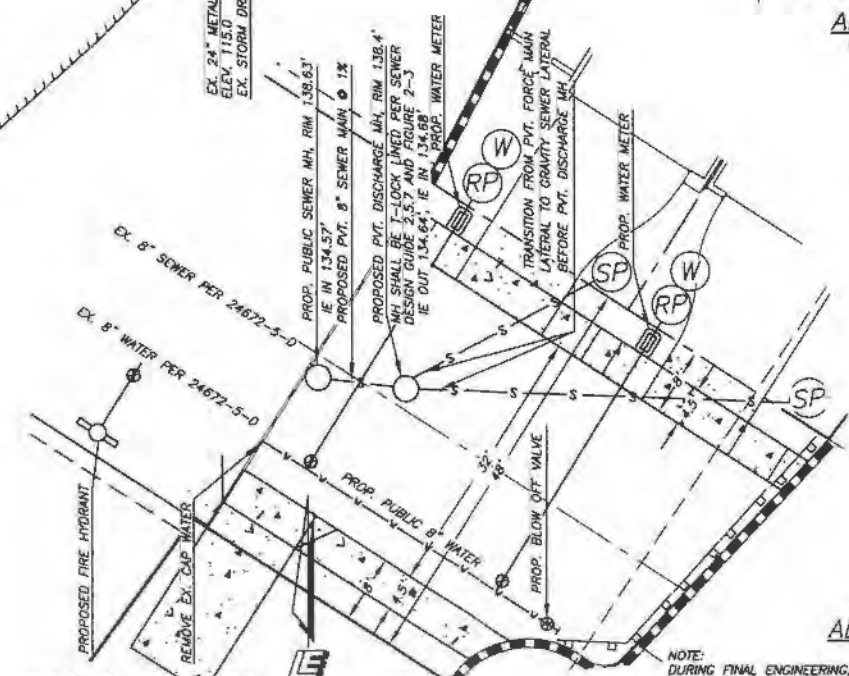 EX. 24" METAL
ELEV. 115.0
EX. STORM DR
PROP. PUBLIC SEWER MH, RIM 138.63'
IE IN 134.57'
PROPOSED PVT. 8" SEWER MAIN @ 1%
PROPOSED PVT. DISCHARGE MH, RIM 138.4'
MH SHALL BE T-LOCK LINED PER SEWER
DESIGN GUIDE 2.5.7 AND FIGURE 2-3
IE OUT 134.64', IE IN 134.68'
PROP. WATER METER
TRANSITION FROM PVT. FORCE MAIN
LATERAL TO GRAVITY SEWER LATERAL
BEFORE PVT. DISCHARGE MH
PROP. WATER METER
W
RP
SP
W
RP
SP
EX. 8" SEWER PER 24672-5-D
EX. 8" WATER PER 24672-5-D
S
S
S
S
S
S
S
PROPOSED FIRE HYDRANT
REMOVE EX. CAP WATER
PROP. PUBLIC 8" WATER
PROP. BLOW OFF VALVE
48'
NOTE:
DURING FINAL ENGINEERING,